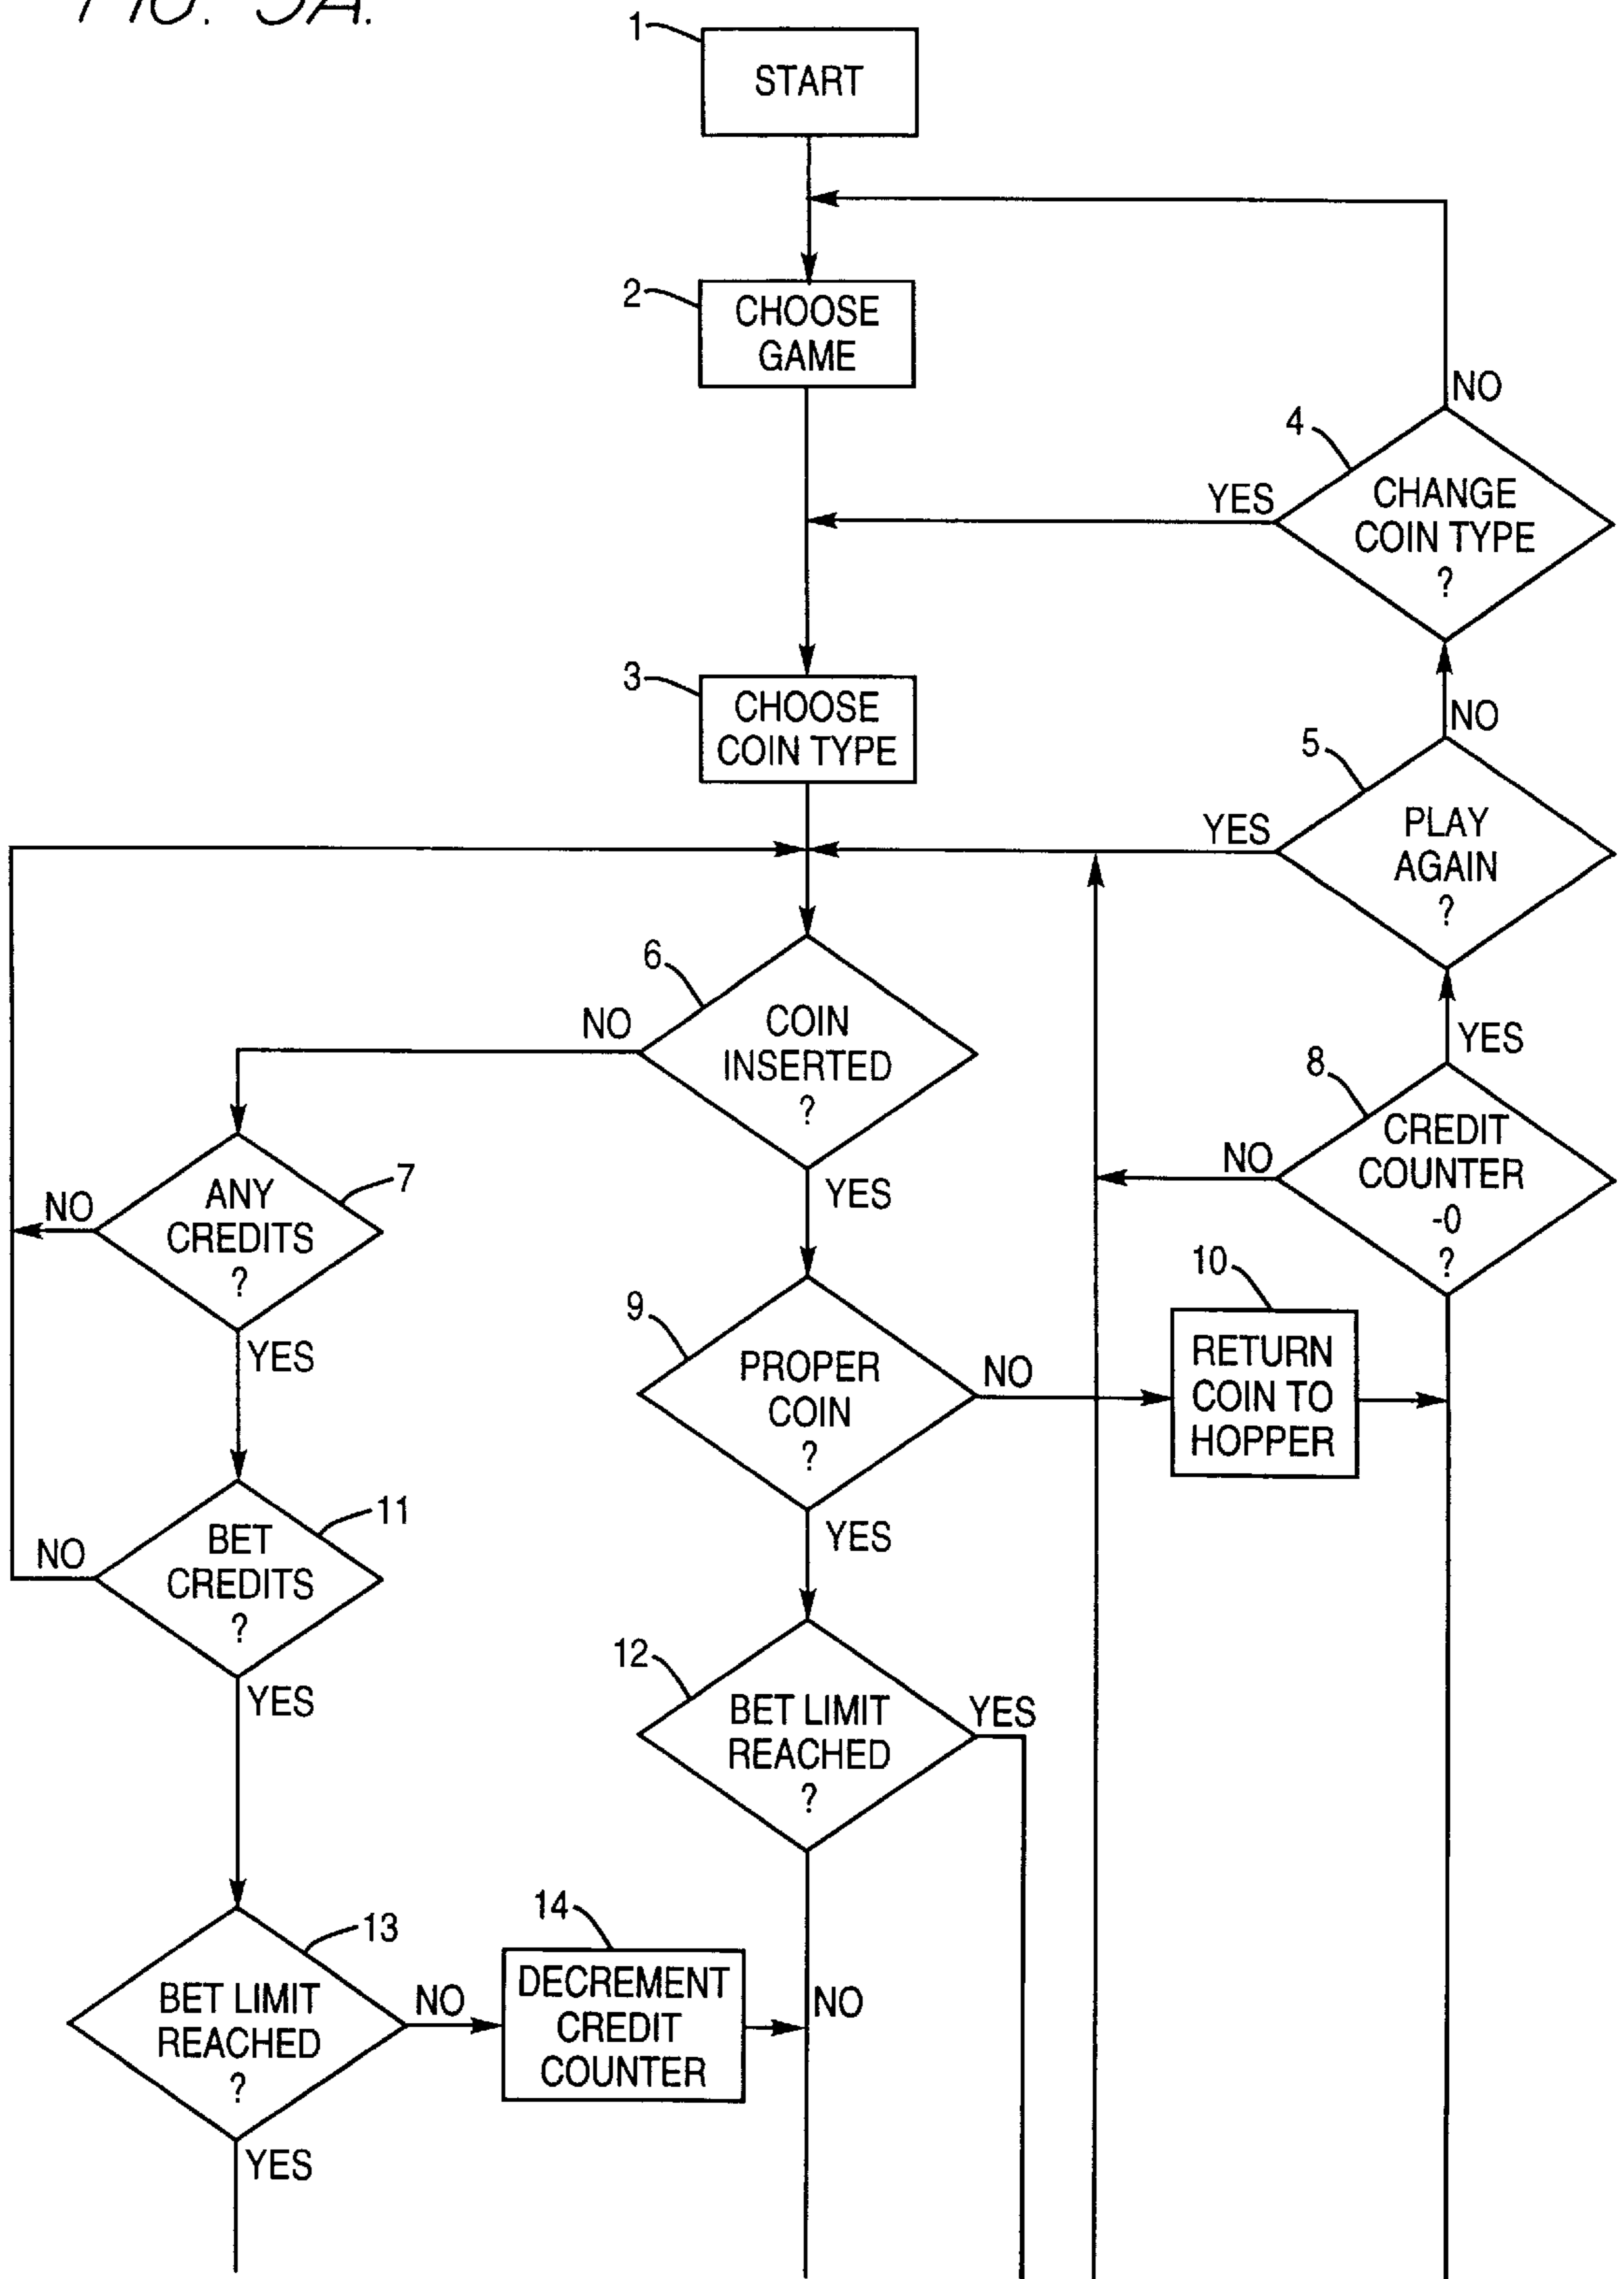 FIG. 5A.
1
START
2
CHOOSE
GAME
NO
4
CHANGE
COIN TYPE
?
YES
3
CHOOSE
COIN TYPE
NO
5
PLAY
AGAIN
?
YES
6
COIN
INSERTED
?
NO
YES
YES
8
CREDIT
COUNTER
-0
?
NO
7
ANY
CREDITS
?
NO
YES
9
PROPER
COIN
?
NO
YES
10
RETURN
COIN TO
HOPPER
11
BET
CREDITS
?
NO
YES
12
BET LIMIT
REACHED
?
YES
NO
13
BET LIMIT
REACHED
?
NO
YES
14
DECREMENT
CREDIT
COUNTER